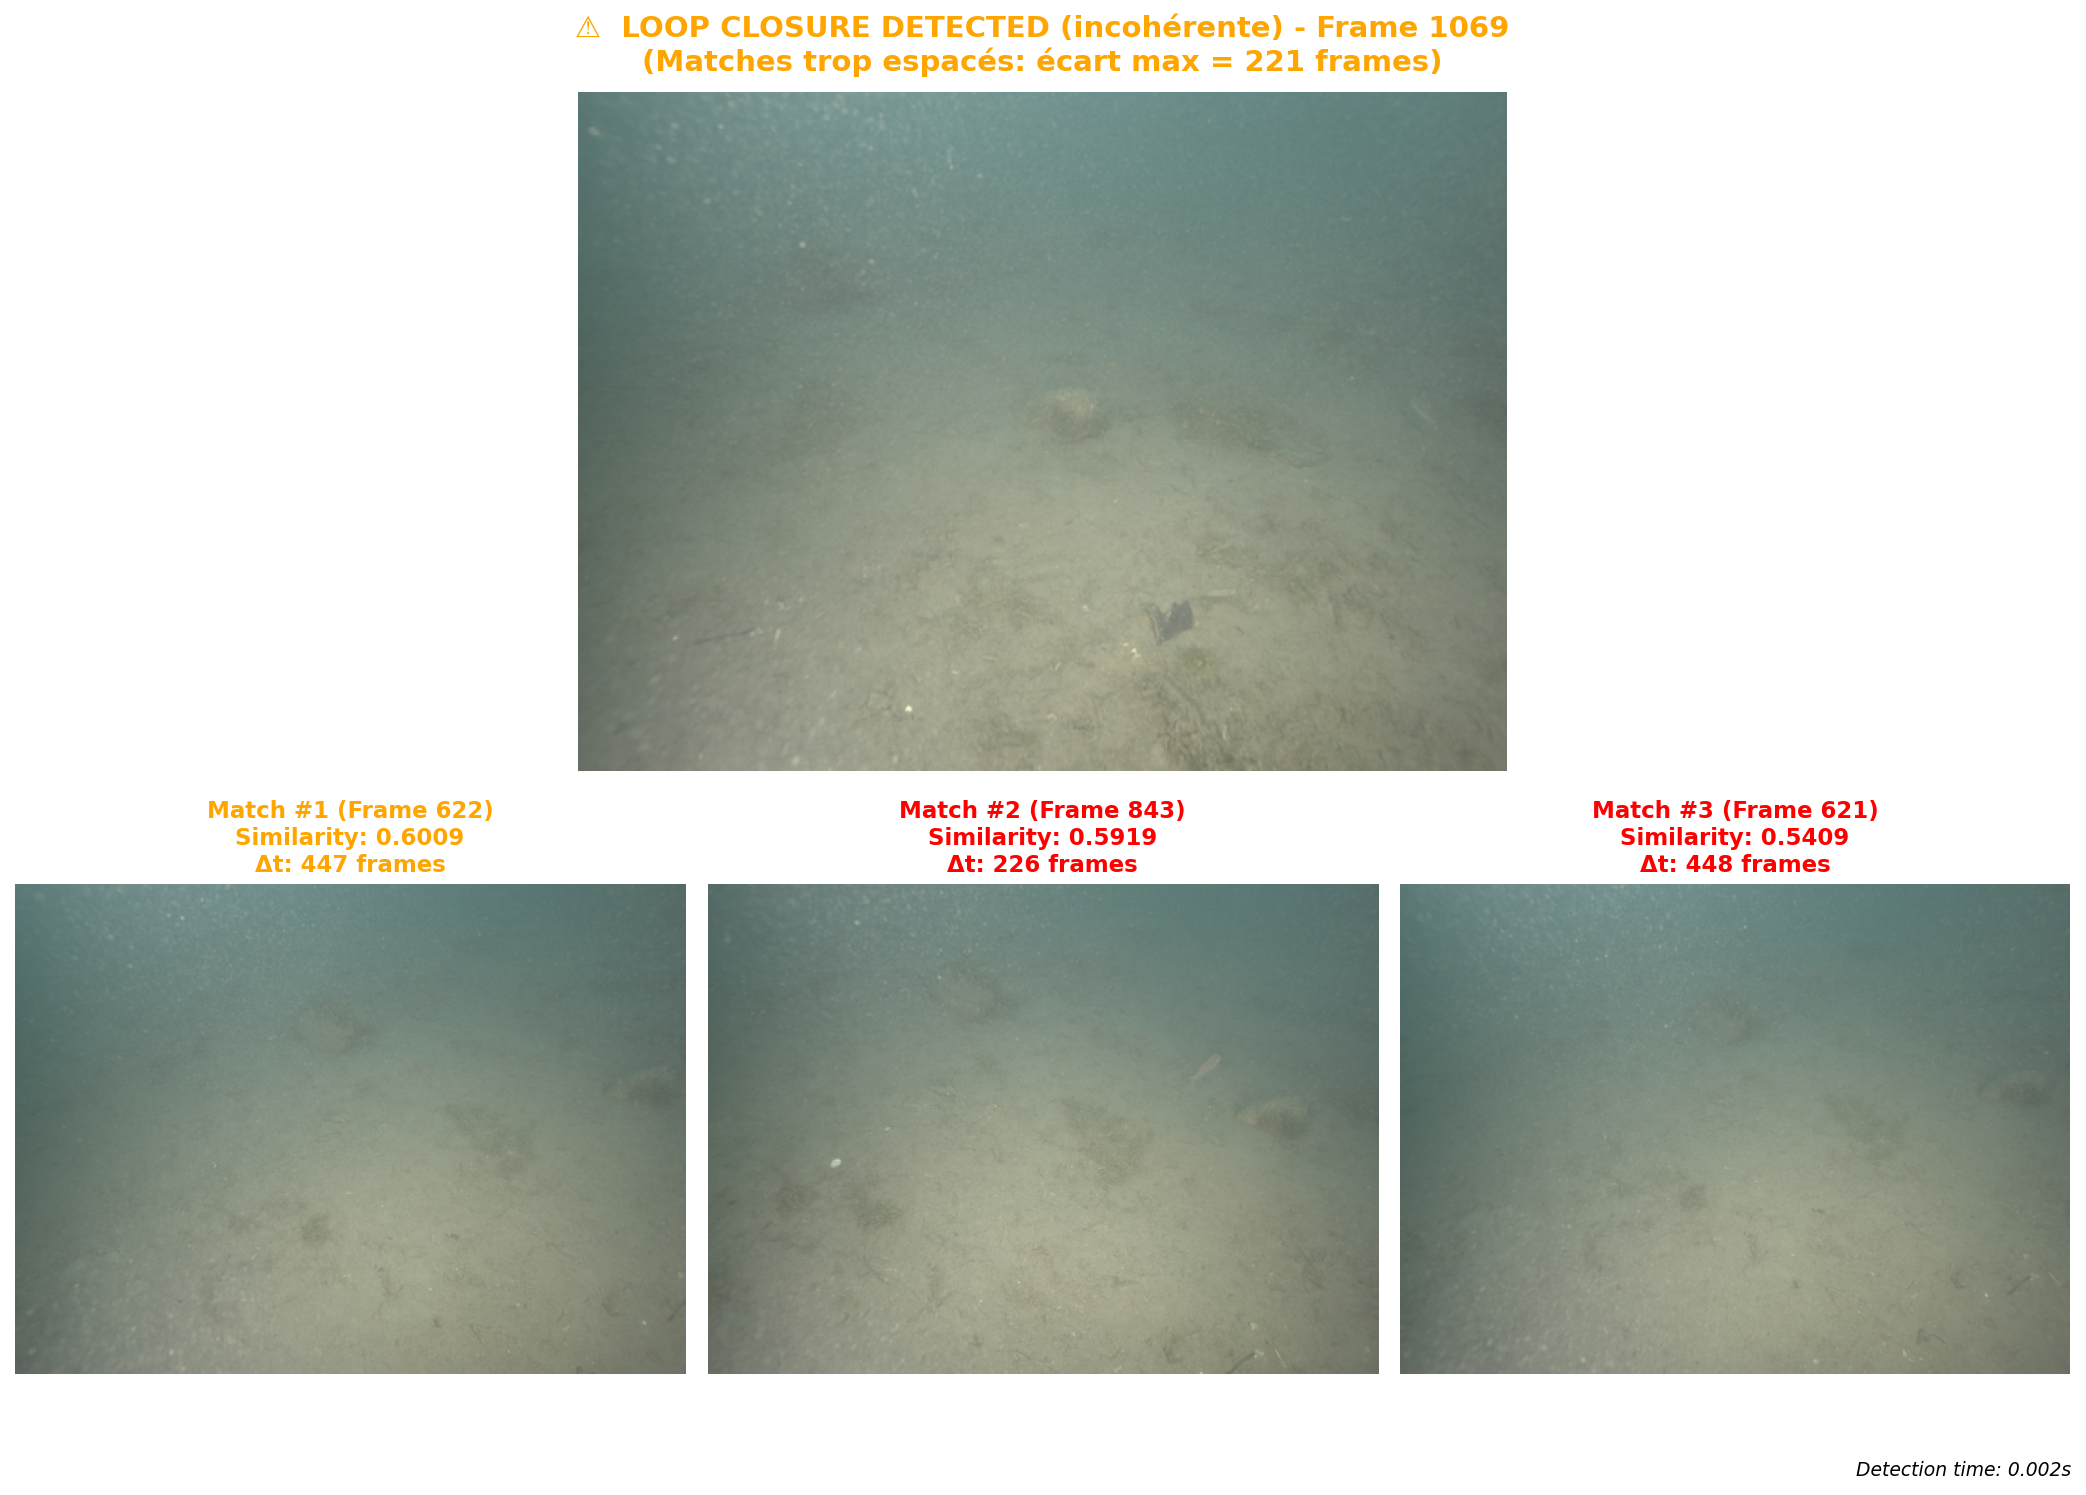 ⚠ LOOP CLOSURE DETECTED (incohérente) - Frame 1069
(Matches trop espacés: écart max = 221 frames)
Match #1 (Frame 622)
Similarity: 0.6009
Δt: 447 frames
Match #2 (Frame 843)
Similarity: 0.5919
Δt: 226 frames
Match #3 (Frame 621)
Similarity: 0.5409
Δt: 448 frames
Detection time: 0.002s